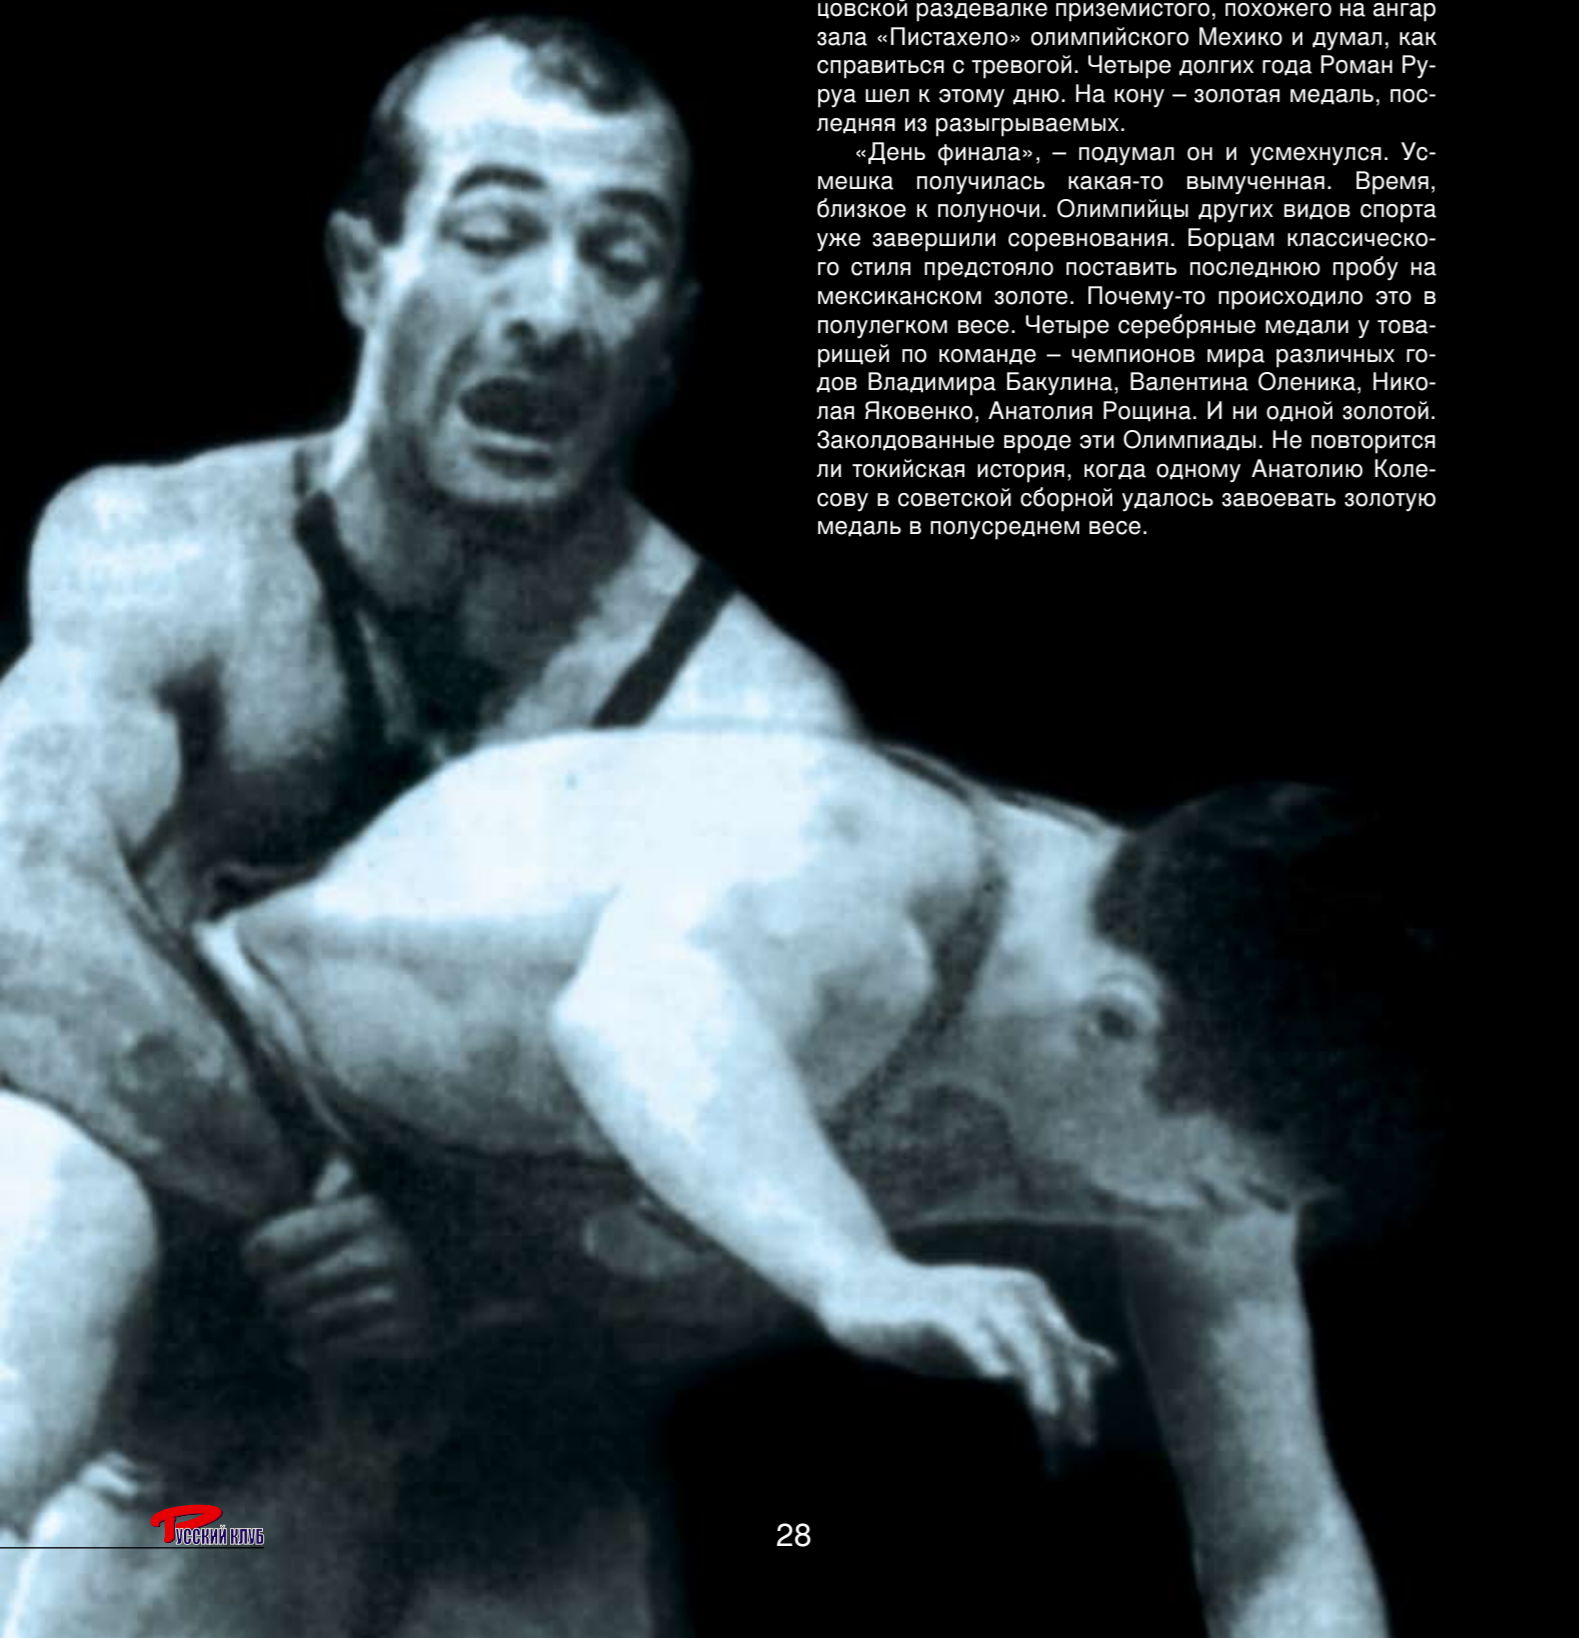 цовской раздевалке приземистого, похожего на ангар
зала «Пистахело» олимпийского Мехико и думал, как
справиться с тревогой. Четыре долгих года Роман Ру-
руа шел к этому дню. На кону – золотая медаль, пос-
ледняя из разыгрываемых.
«День финала», – подумал он и усмехнулся. Ус-
мешка получилась какая-то вымученная. Время,
близкое к полуночи. Олимпийцы других видов спорта
уже завершили соревнования. Борцам классическо-
го стиля предстояло поставить последнюю пробу на
мексиканском золоте. Почему-то происходило это в
полулегком весе. Четыре серебряные медали у това-
рищей по команде – чемпионов мира различных го-
дов Владимира Бакулина, Валентина Оленика, Нико-
лая Яковенко, Анатолия Рощина. И ни одной золотой.
Заколдованные вроде эти Олимпиады. Не повторится
ли токийская история, когда одному Анатолию Коле-
сову в советской сборной удалось завоевать золотую
медаль в полусреднем весе.
Русский клуб
28